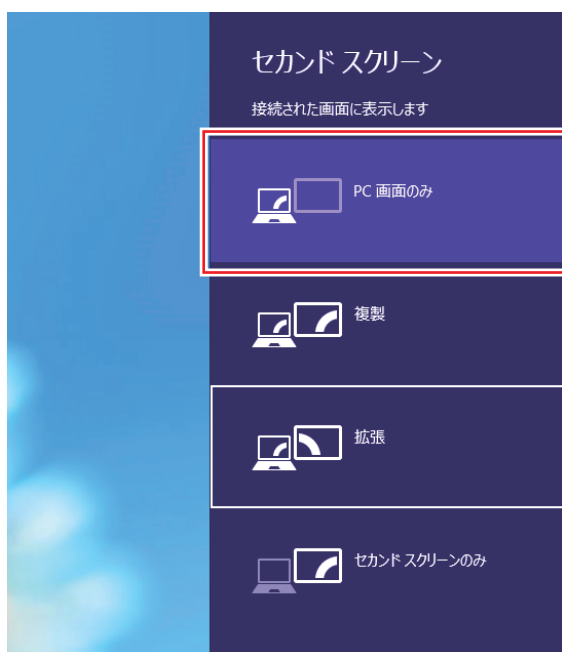 セカンド スクリーン
接続された画面に表示します
PC 画面のみ
複製
拡張
セカンド スクリーンのみ